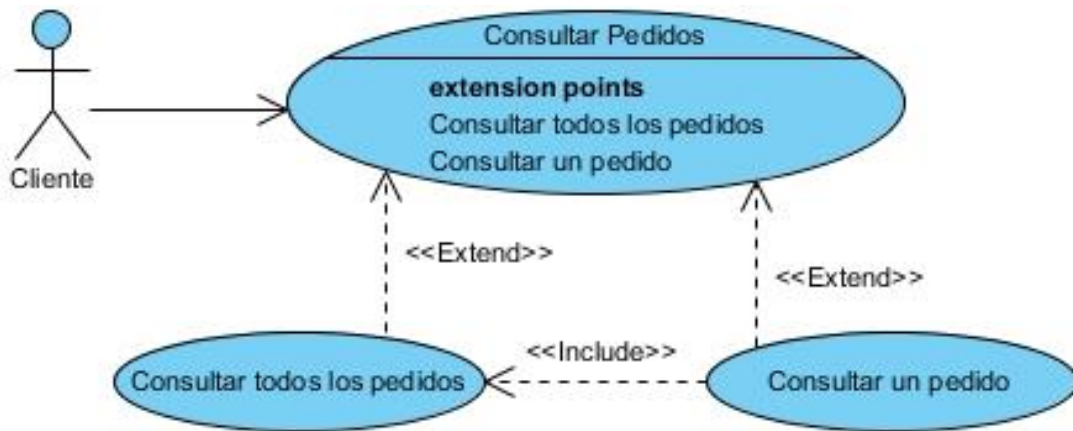 Consultar Pedidos
extension points
Consultar todos los pedidos
Consultar un pedido
Cliente
<<Extend>>
<<Extend>>
<<Include>>
Consultar todos los pedidos
Consultar un pedido